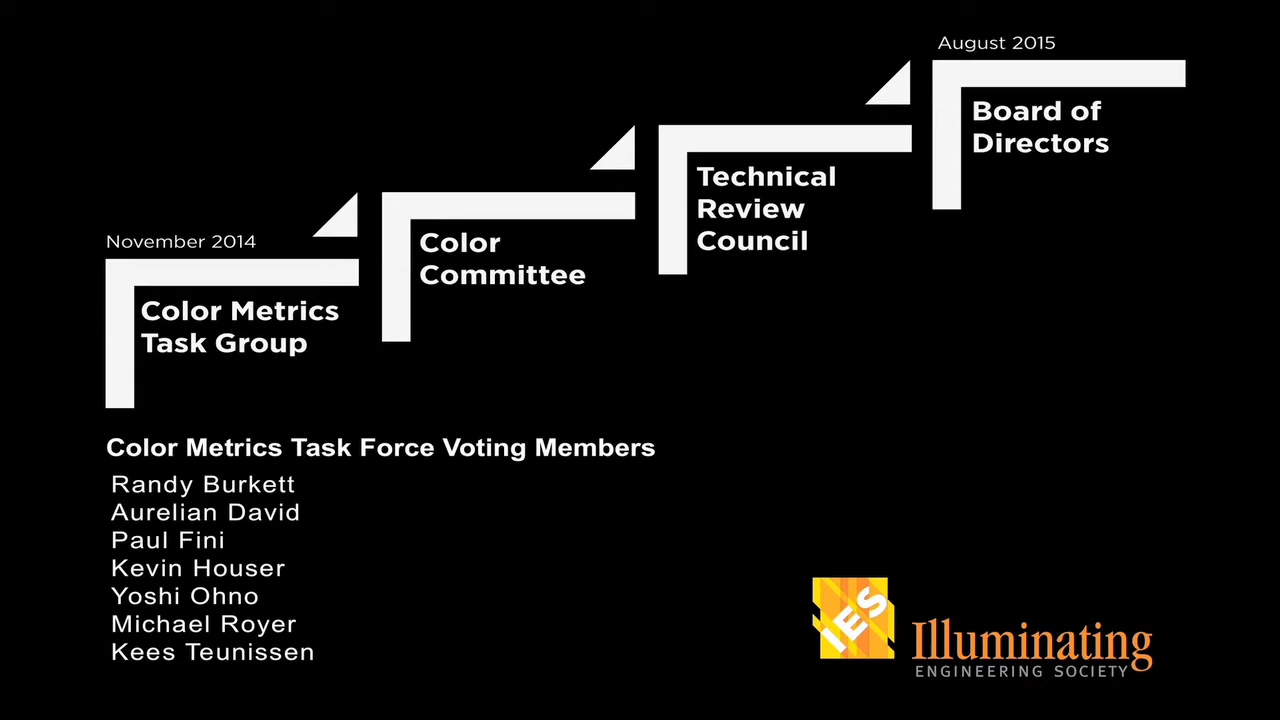 August 2015
Board of
Directors
Technical
Review
Council
Color
Committee
November 2014
Color Metrics
Task Group
Color Metrics Task Force Voting Members
Randy Burkett
Aurelian David
Paul Fini
Kevin Houser
Yoshi Ohno
Michael Royer
Kees Teunissen
IES
Illuminating
ENGINEERING SOCIETY